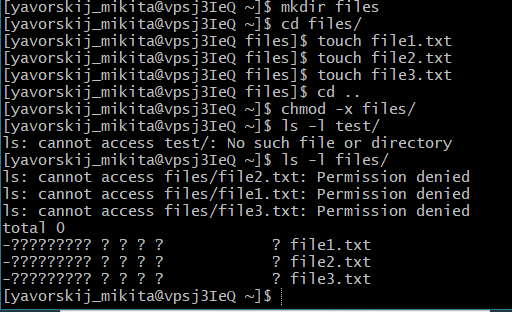 [yavorskij_mikita@vpsj3IeQ ~]$ mkdir files
[yavorskij_mikita@vpsj3IeQ ~]$ cd files/
[yavorskij_mikita@vpsj3IeQ files]$ touch file1.txt
[yavorskij_mikita@vpsj3IeQ files]$ touch file2.txt
[yavorskij_mikita@vpsj3IeQ files]$ touch file3.txt
[yavorskij_mikita@vpsj3IeQ files]$ cd ..
[yavorskij_mikita@vpsj3IeQ ~]$ chmod -x files/
[yavorskij_mikita@vpsj3IeQ ~]$ ls -l test/
ls: cannot access test/: No such file or directory
[yavorskij_mikita@vpsj3IeQ ~]$ ls -l files/
ls: cannot access files/file2.txt: Permission denied
ls: cannot access files/file1.txt: Permission denied
ls: cannot access files/file3.txt: Permission denied
total 0
-????????? ? ? ? ?            ? file1.txt
-????????? ? ? ? ?            ? file2.txt
-????????? ? ? ? ?            ? file3.txt
[yavorskij_mikita@vpsj3IeQ ~]$